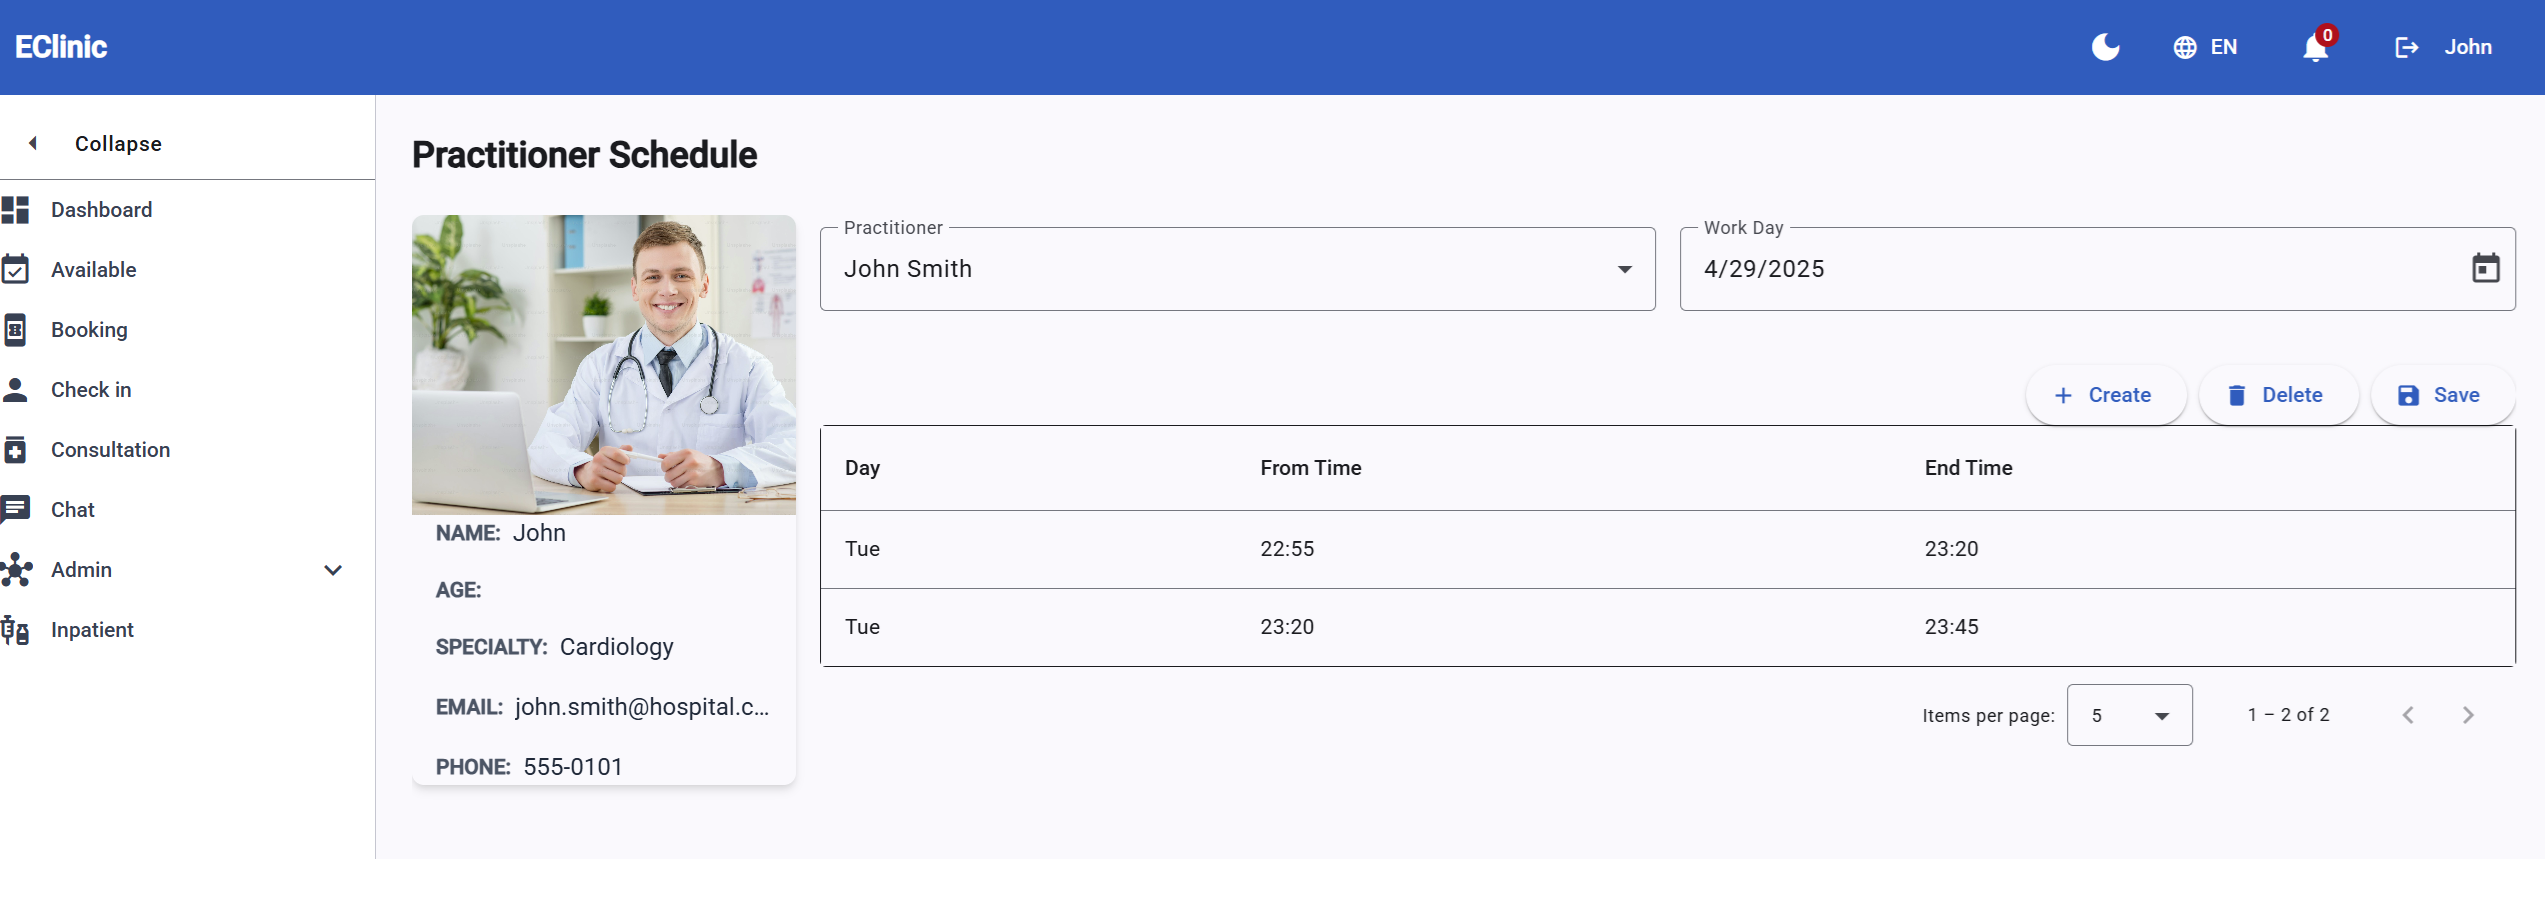 EClinic
EN
0
John
Collapse
Dashboard
Available
Booking
Check in
Consultation
Chat
Admin
Inpatient
Practitioner Schedule
NAME: John
AGE:
SPECIALTY: Cardiology
EMAIL: john.smith@hospital.c...
PHONE: 555-0101
Practitioner
John Smith
Work Day
4/29/2025
Create
Delete
Save
Day From Time End Time
Tue 22:55 23:20
Tue 23:20 23:45
Items per page: 5 1 – 2 of 2